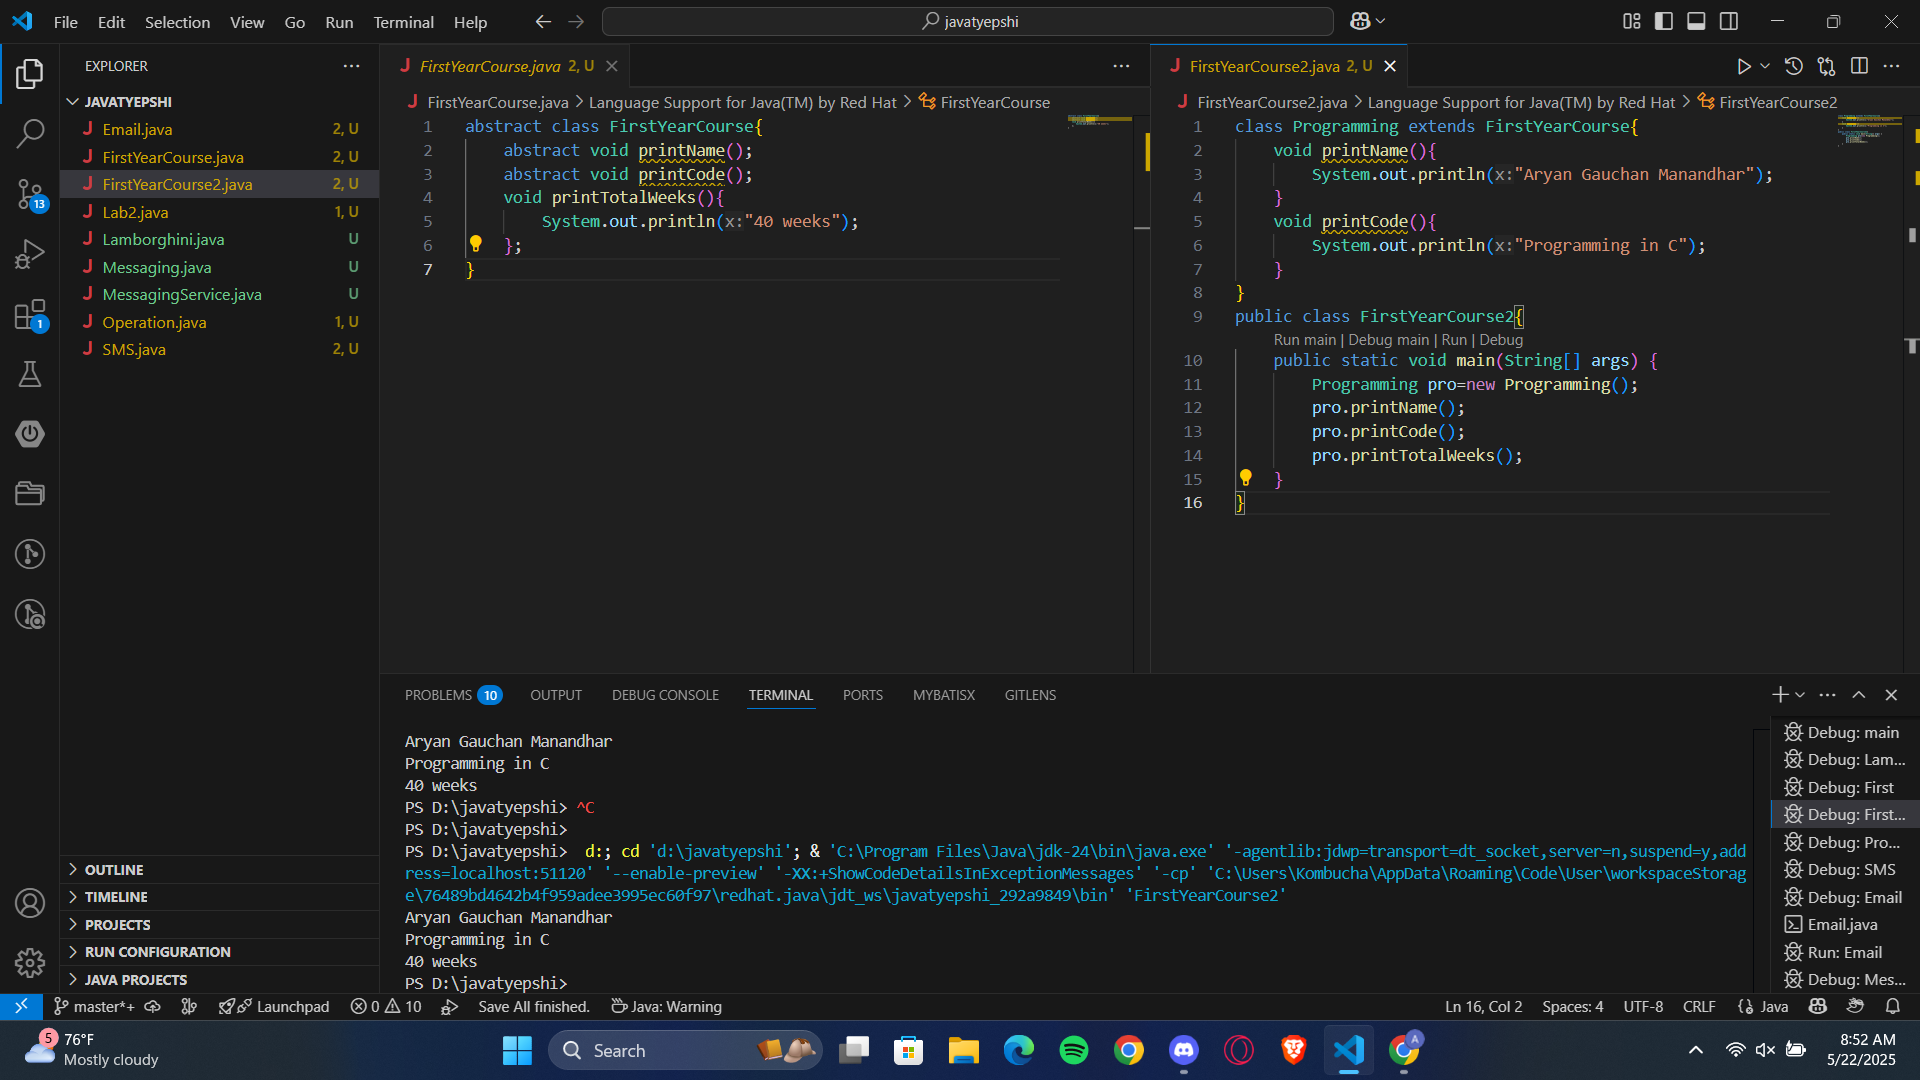 File Edit Selection View Go Run Terminal Help
javatyepshi
EXPLORER
JAVATYEPSHI
Email.java 2, U
FirstYearCourse.java 2, U
FirstYearCourse2.java 2, U
Lab2.java 1, U
Lamborghini.java U
Messaging.java U
MessagingService.java U
Operation.java 1, U
SMS.java 2, U
13
1
OUTLINE
TIMELINE
PROJECTS
RUN CONFIGURATION
JAVA PROJECTS
FirstYearCourse.java 2, U
FirstYearCourse.java > Language Support for Java(TM) by Red Hat > FirstYearCourse
1 abstract class FirstYearCourse{
2 abstract void printName();
3 abstract void printCode();
4 void printTotalWeeks(){
5 System.out.println(x:"40 weeks");
6 };
7 }
FirstYearCourse2.java 2, U
FirstYearCourse2.java > Language Support for Java(TM) by Red Hat > FirstYearCourse2
1 class Programming extends FirstYearCourse{
2 void printName(){
3 System.out.println(x:"Aryan Gauchan Manandhar");
4 }
5 void printCode(){
6 System.out.println(x:"Programming in C");
7 }
8 }
9 public class FirstYearCourse2{
Run main | Debug main | Run | Debug
10 public static void main(String[] args) {
11 Programming pro=new Programming();
12 pro.printName();
13 pro.printCode();
14 pro.printTotalWeeks();
15 }
16 }
PROBLEMS 10 OUTPUT DEBUG CONSOLE TERMINAL PORTS MYBATISX GITLENS
Aryan Gauchan Manandhar
Programming in C
40 weeks
PS D:\javatyepshi> ^C
PS D:\javatyepshi>
PS D:\javatyepshi> d:; cd 'd:\javatyepshi'; & 'C:\Program Files\Java\jdk-24\bin\java.exe' '-agentlib:jdwp=transport=dt_socket,server=n,suspend=y,add
ress=localhost:51120' '--enable-preview' '-XX:+ShowCodeDetailsInExceptionMessages' '-cp' 'C:\Users\Kombucha\AppData\Roaming\Code\User\workspaceStorag
e\76489bd4642b4f959adee3995ec60f97\redhat.java\jdt_ws\javatyepshi_292a9849\bin' 'FirstYearCourse2'
Aryan Gauchan Manandhar
Programming in C
40 weeks
PS D:\javatyepshi>
Debug: main
Debug: Lam...
Debug: First
Debug: First...
Debug: Pro...
Debug: SMS
Debug: Email
Email.java
Run: Email
Debug: Mes...
master*+ Launchpad 0 10 Save All finished. Java: Warning Ln 16, Col 2 Spaces: 4 UTF-8 CRLF {} Java
5 76°F
Mostly cloudy
Search
A
8:52 AM
5/22/2025